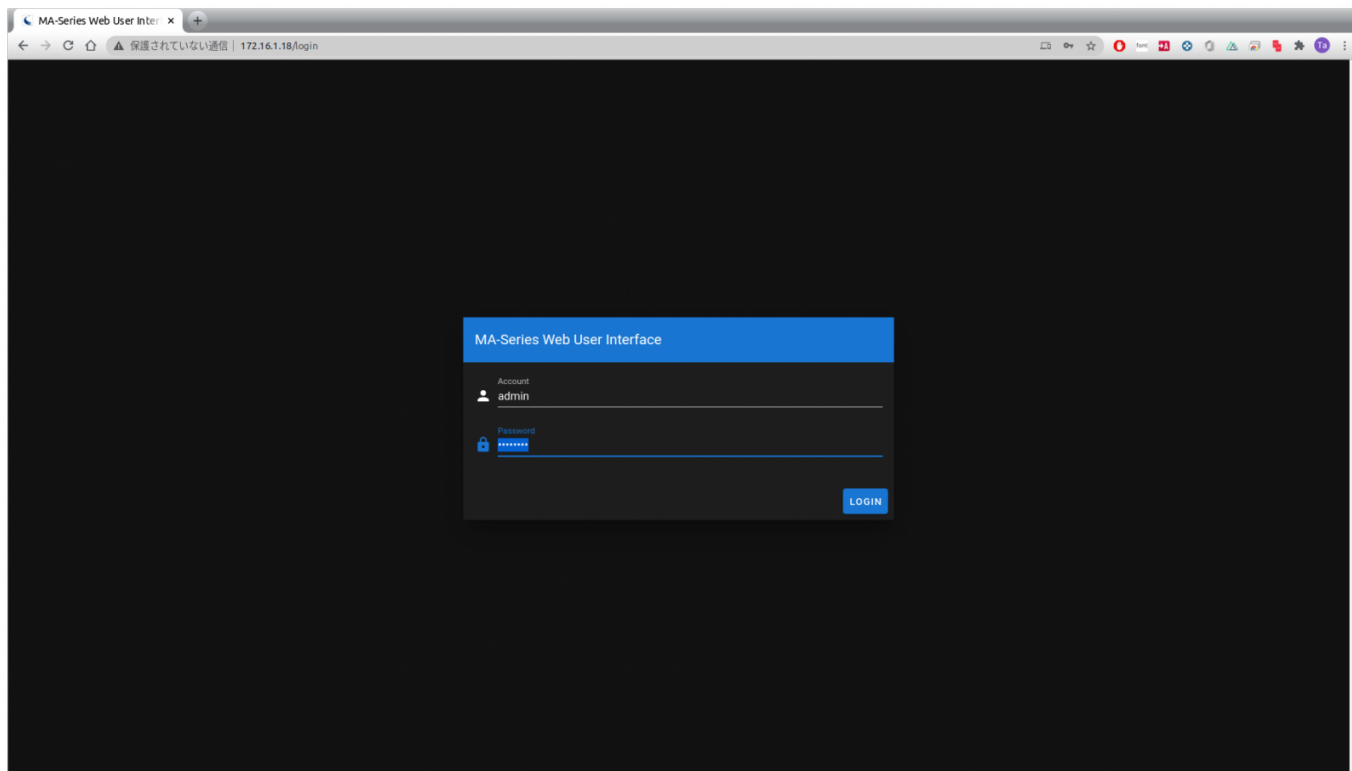 MA-Series Web User Inter
保護されていない通信 | 172.16.1.18/login
Ta
MA-Series Web User Interface
Account
admin
Password
••••••••
LOGIN